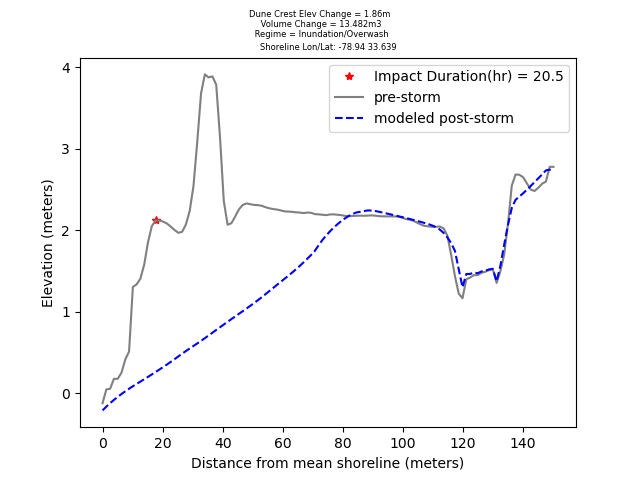 Dune Crest Elev Change = 1.86m
Volume Change = 13.482m3
Regime = Inundation/Overwash
Shoreline Lon/Lat: -78.94 33.639
Impact Duration(hr) = 20.5
pre-storm
modeled post-storm
Elevation (meters)
4
3
2
1
0
0 20 40 60 80 100 120 140
Distance from mean shoreline (meters)